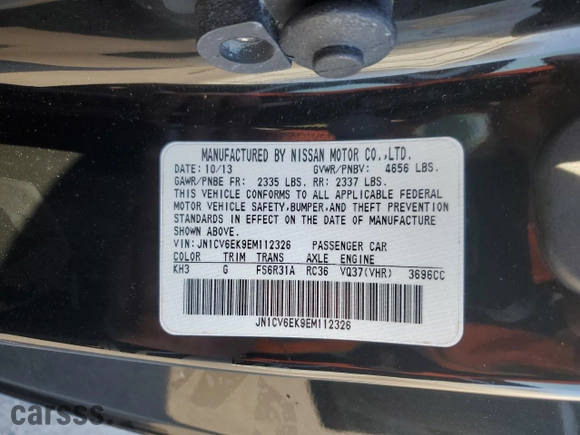 MANUFACTURED BY NISSAN MOTOR CO.,LTD.
DATE: 10/13 GVWR/PNBV: 4656 LBS.
GAWR/PNBE FR: 2335 LBS. RR: 2337 LBS.
THIS VEHICLE CONFORMS TO ALL APPLICABLE FEDERAL
MOTOR VEHICLE SAFETY,BUMPER,AND THEFT PREVENTION
STANDARDS IN EFFECT ON THE DATE OF MANUFACTURE
SHOWN ABOVE.
VIN: JN1CV6EK9EM112326 PASSENGER CAR
COLOR TRIM TRANS AXLE ENGINE
KH3 G FS6R31A RC36 VQ37(VHR) 3696CC
JN1CV6EK9EM112326
carsss.